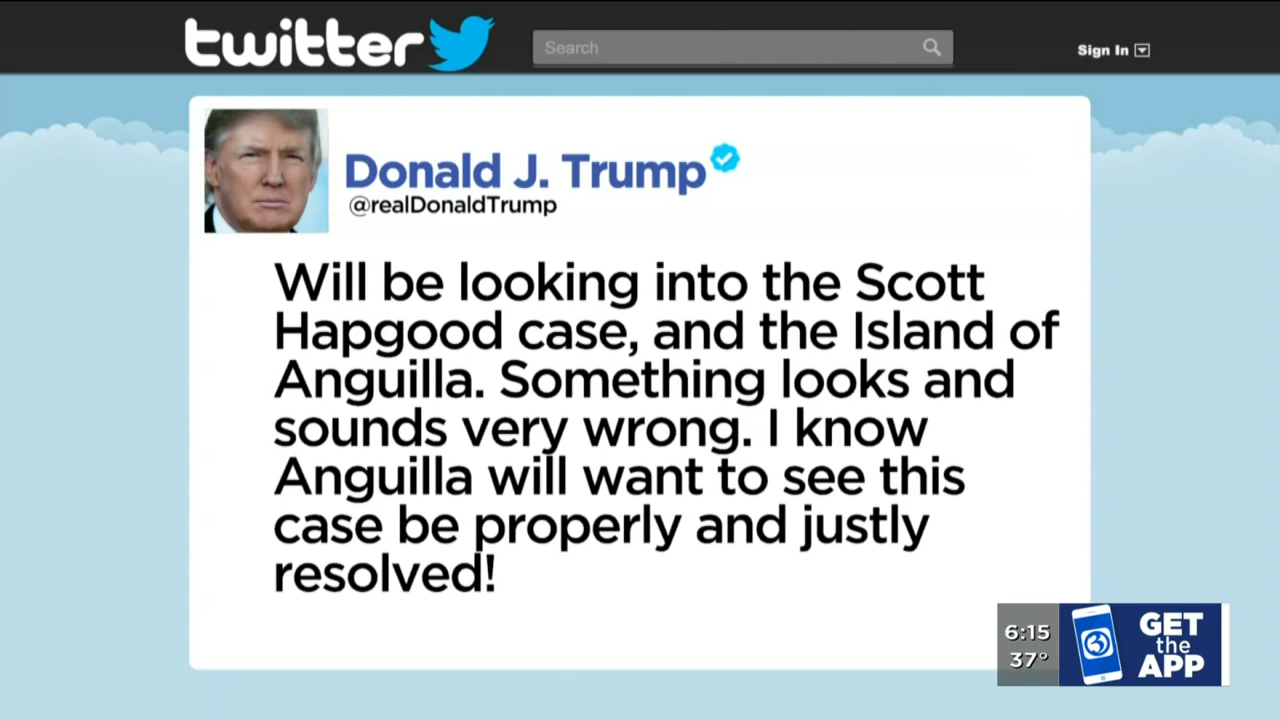 twitter
Search
Sign In
Donald J. Trump
@realDonaldTrump
Will be looking into the Scott
Hapgood case, and the Island of
Anguilla. Something looks and
sounds very wrong. I know
Anguilla will want to see this
case be properly and justly
resolved!
6:15
37°
3
GET
the
APP